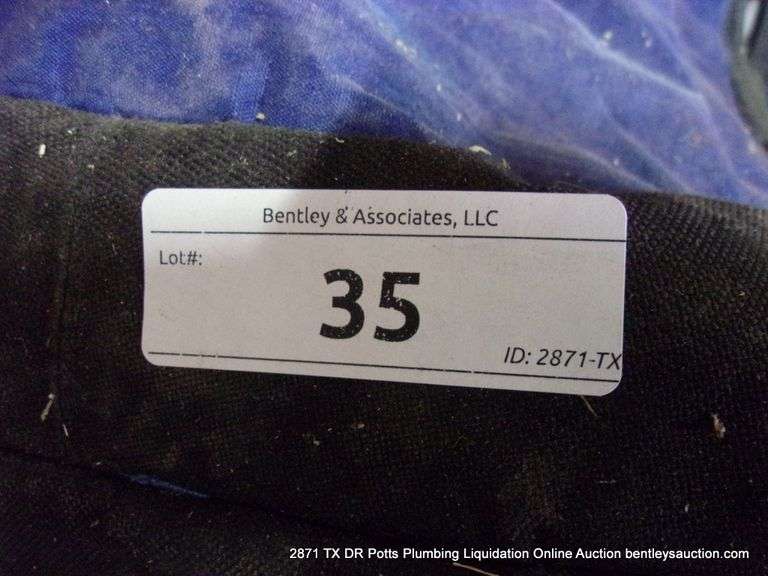 Bentley & Associates, LLC
Lot#:
35
ID: 2871-TX
2871 TX DR Potts Plumbing Liquidation Online Auction bentleysauction.com